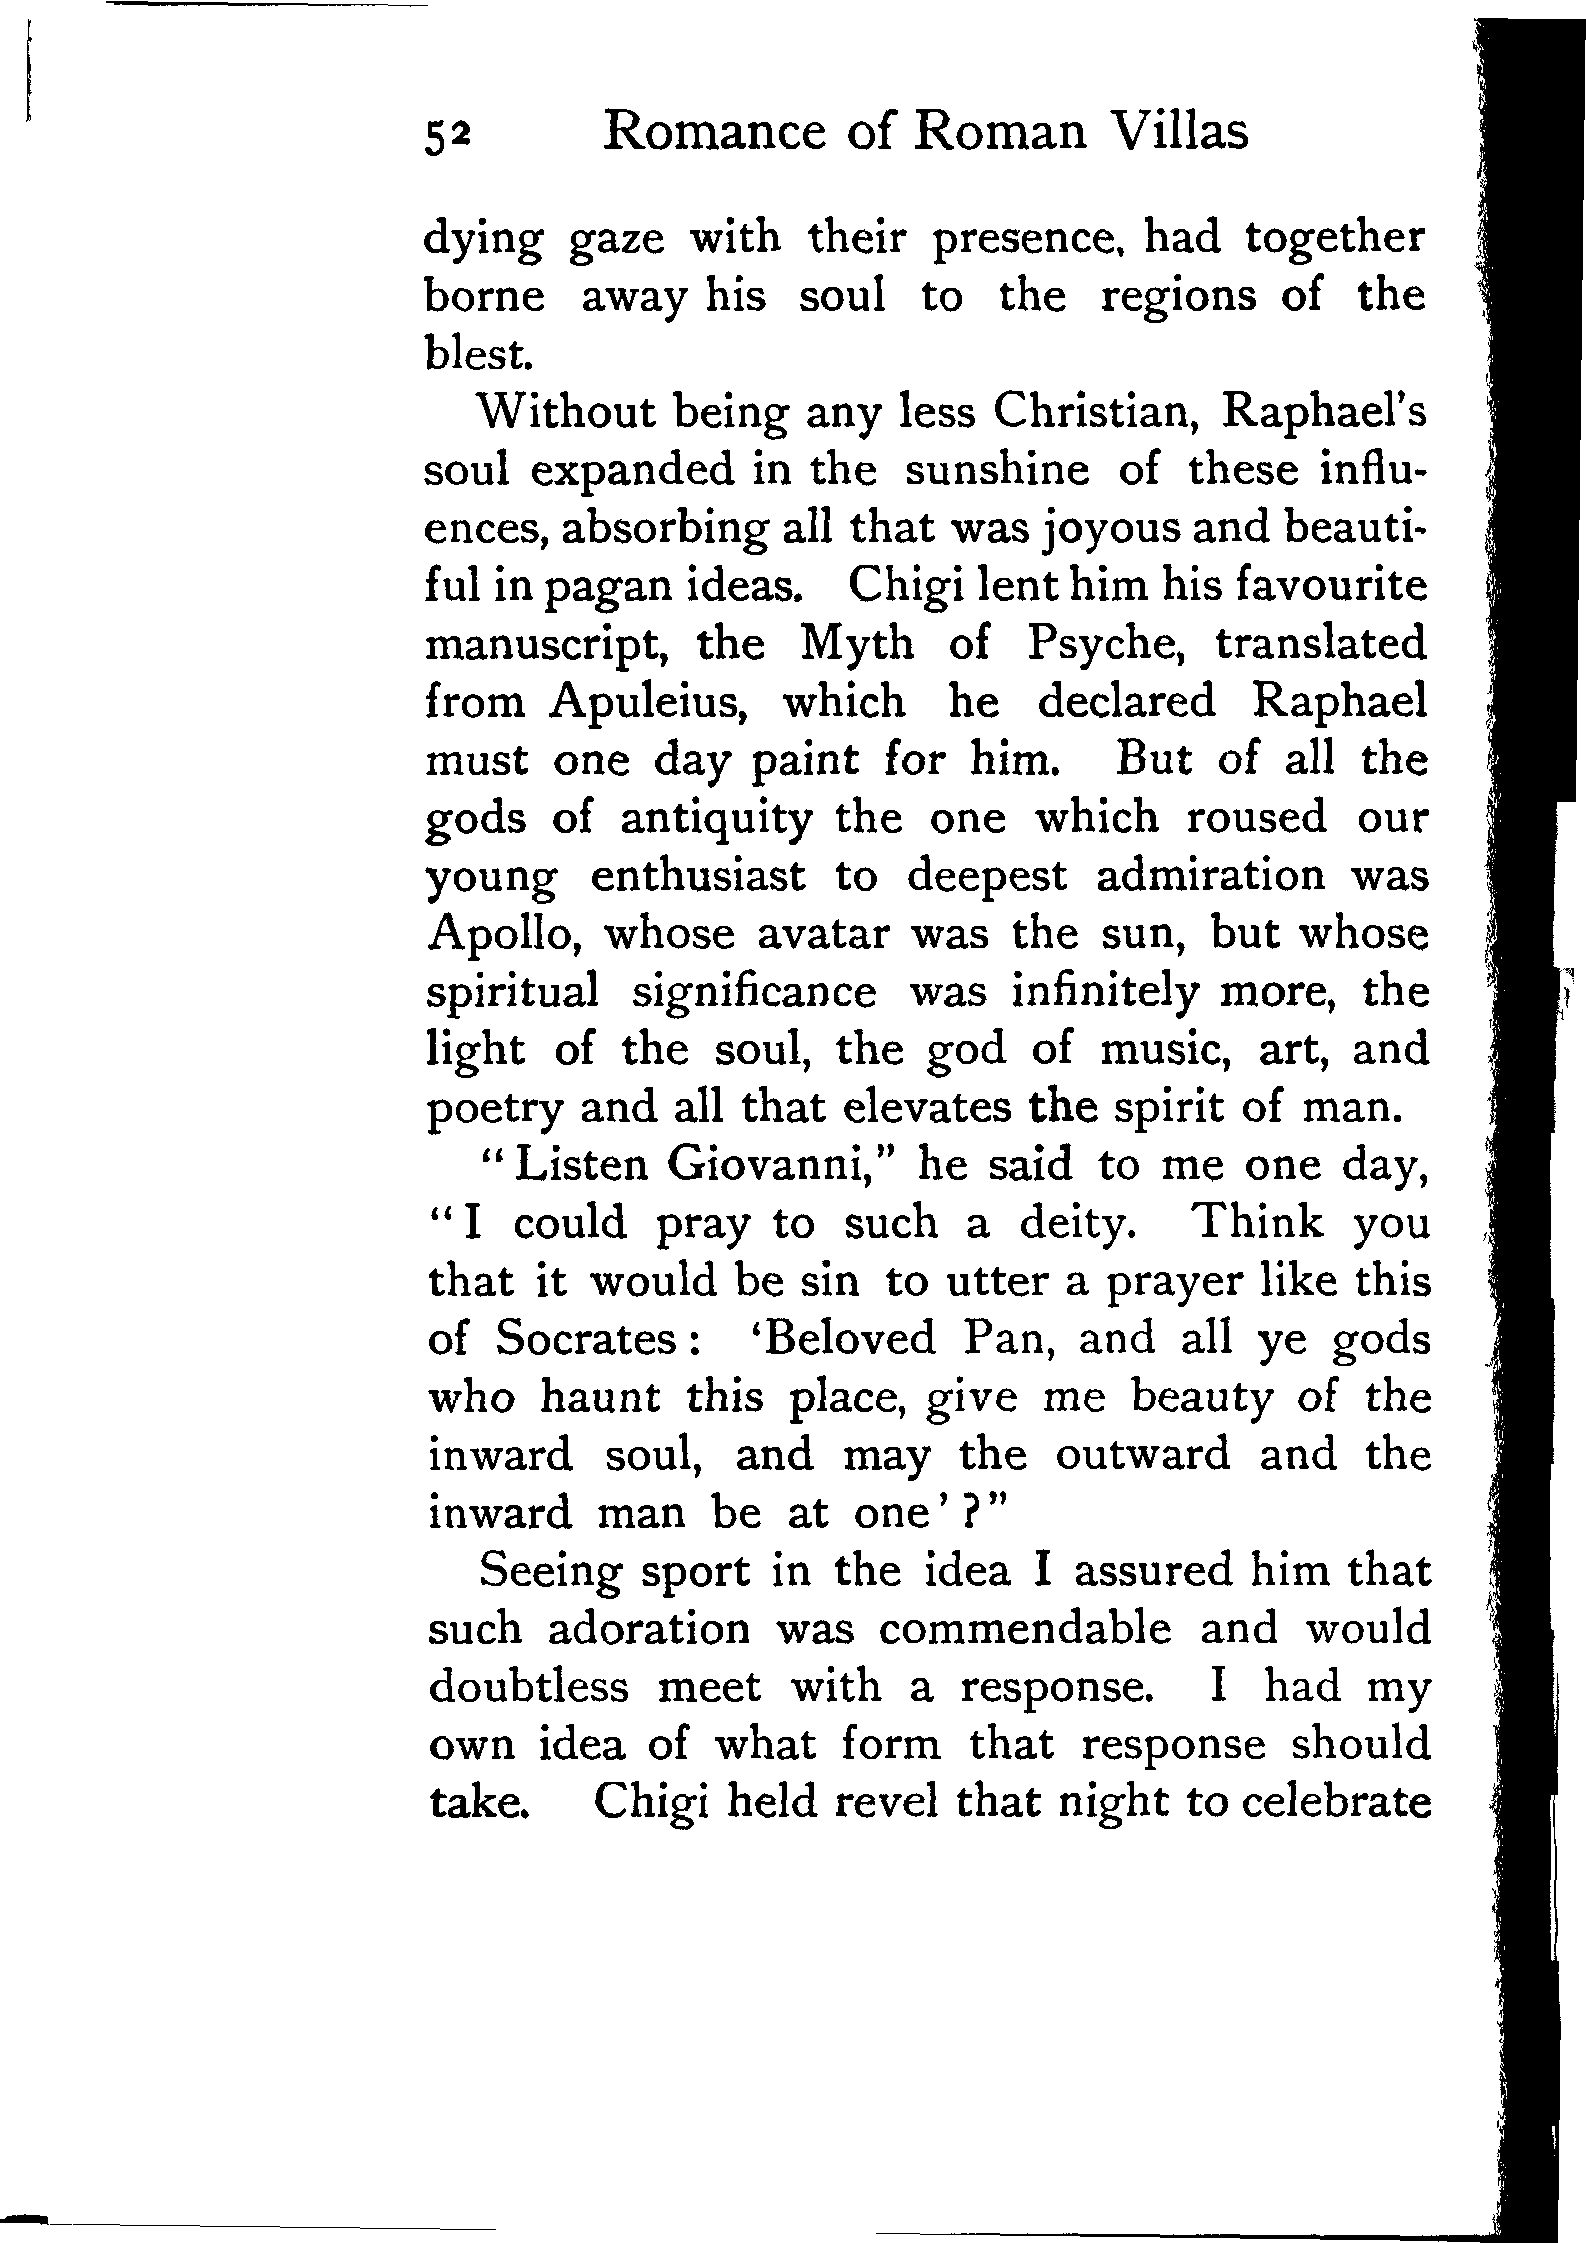 52 Romance of Roman Villas
dying gaze with their presence, had together
borne away his soul to the regions of the
blest.
Without being any less Christian, Raphael's
soul expanded in the sunshine of these influ-
ences, absorbing all that was joyous and beauti-
ful in pagan ideas. Chigi lent him his favourite
manuscript, the Myth of Psyche, translated
from Apuleius, which he declared Raphael
must one day paint for him. But of all the
gods of antiquity the one which roused our
young enthusiast to deepest admiration was
Apollo, whose avatar was the sun, but whose
spiritual significance was infinitely more, the
light of the soul, the god of music, art, and
poetry and all that elevates the spirit of man.
"Listen Giovanni," he said to me one day,
"I could pray to such a deity. Think you
that it would be sin to utter a prayer like this
of Socrates: 'Beloved Pan, and all ye gods
who haunt this place, give me beauty of the
inward soul, and may the outward and the
inward man be at one'?"
Seeing sport in the idea I assured him that
such adoration was commendable and would
doubtless meet with a response. I had my
own idea of what form that response should
take. Chigi held revel that night to celebrate